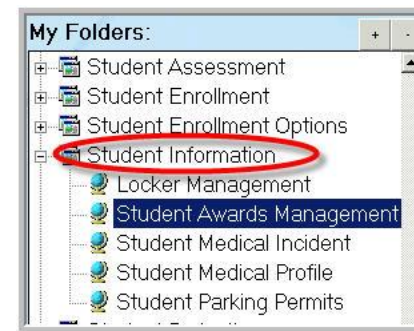 My Folders: + -
Student Assessment
Student Enrollment
Student Enrollment Options
Student Information
Locker Management
Student Awards Management
Student Medical Incident
Student Medical Profile
Student Parking Permits